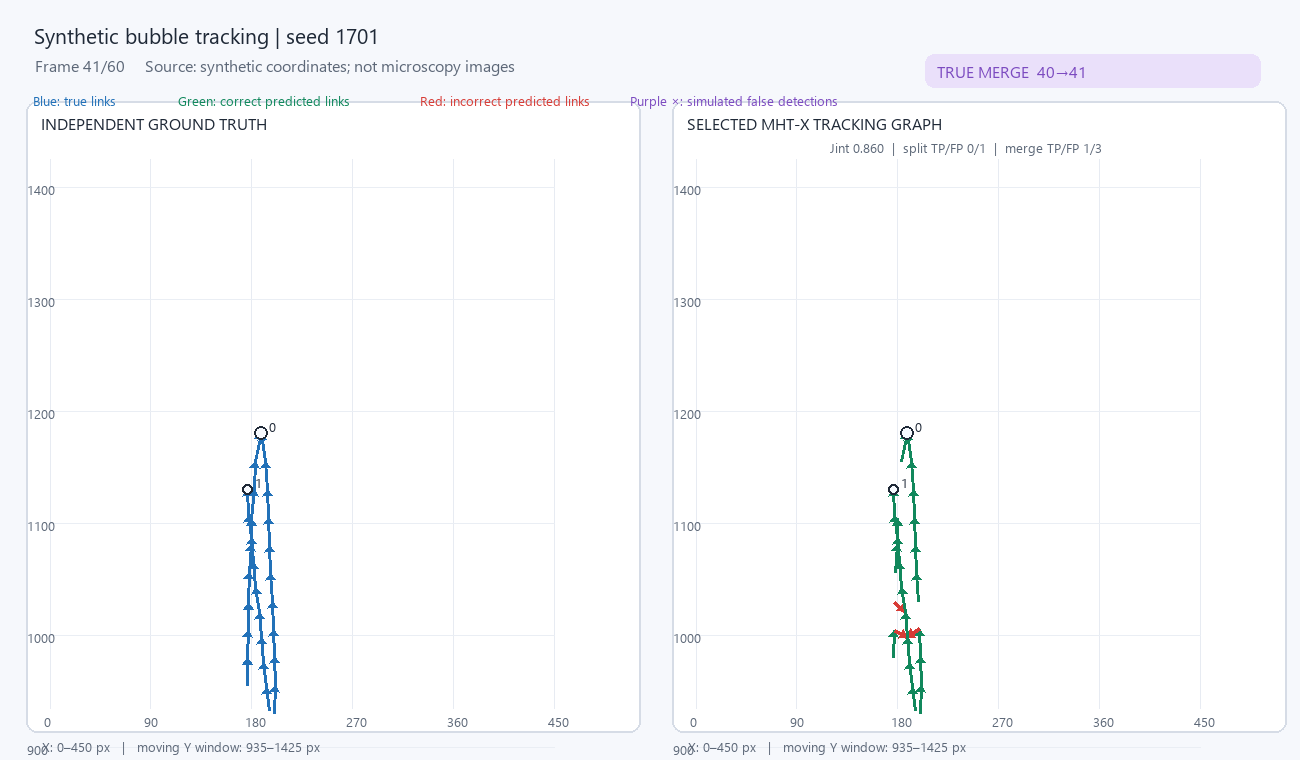 Synthetic bubble tracking | seed 1701
Frame 41/60 Source: synthetic coordinates; not microscopy images
TRUE MERGE 40→41
Blue: true links Green: correct predicted links Red: incorrect predicted links Purple ×: simulated false detections
INDEPENDENT GROUND TRUTH
1400
1300
1200
1100
1000
900
0
1
0 90 180 270 360 450
X: 0–450 px | moving Y window: 935–1425 px
SELECTED MHT-X TRACKING GRAPH
Jint 0.860 | split TP/FP 0/1 | merge TP/FP 1/3
1400
1300
1200
1100
1000
900
0
1
0 90 180 270 360 450
X: 0–450 px | moving Y window: 935–1425 px